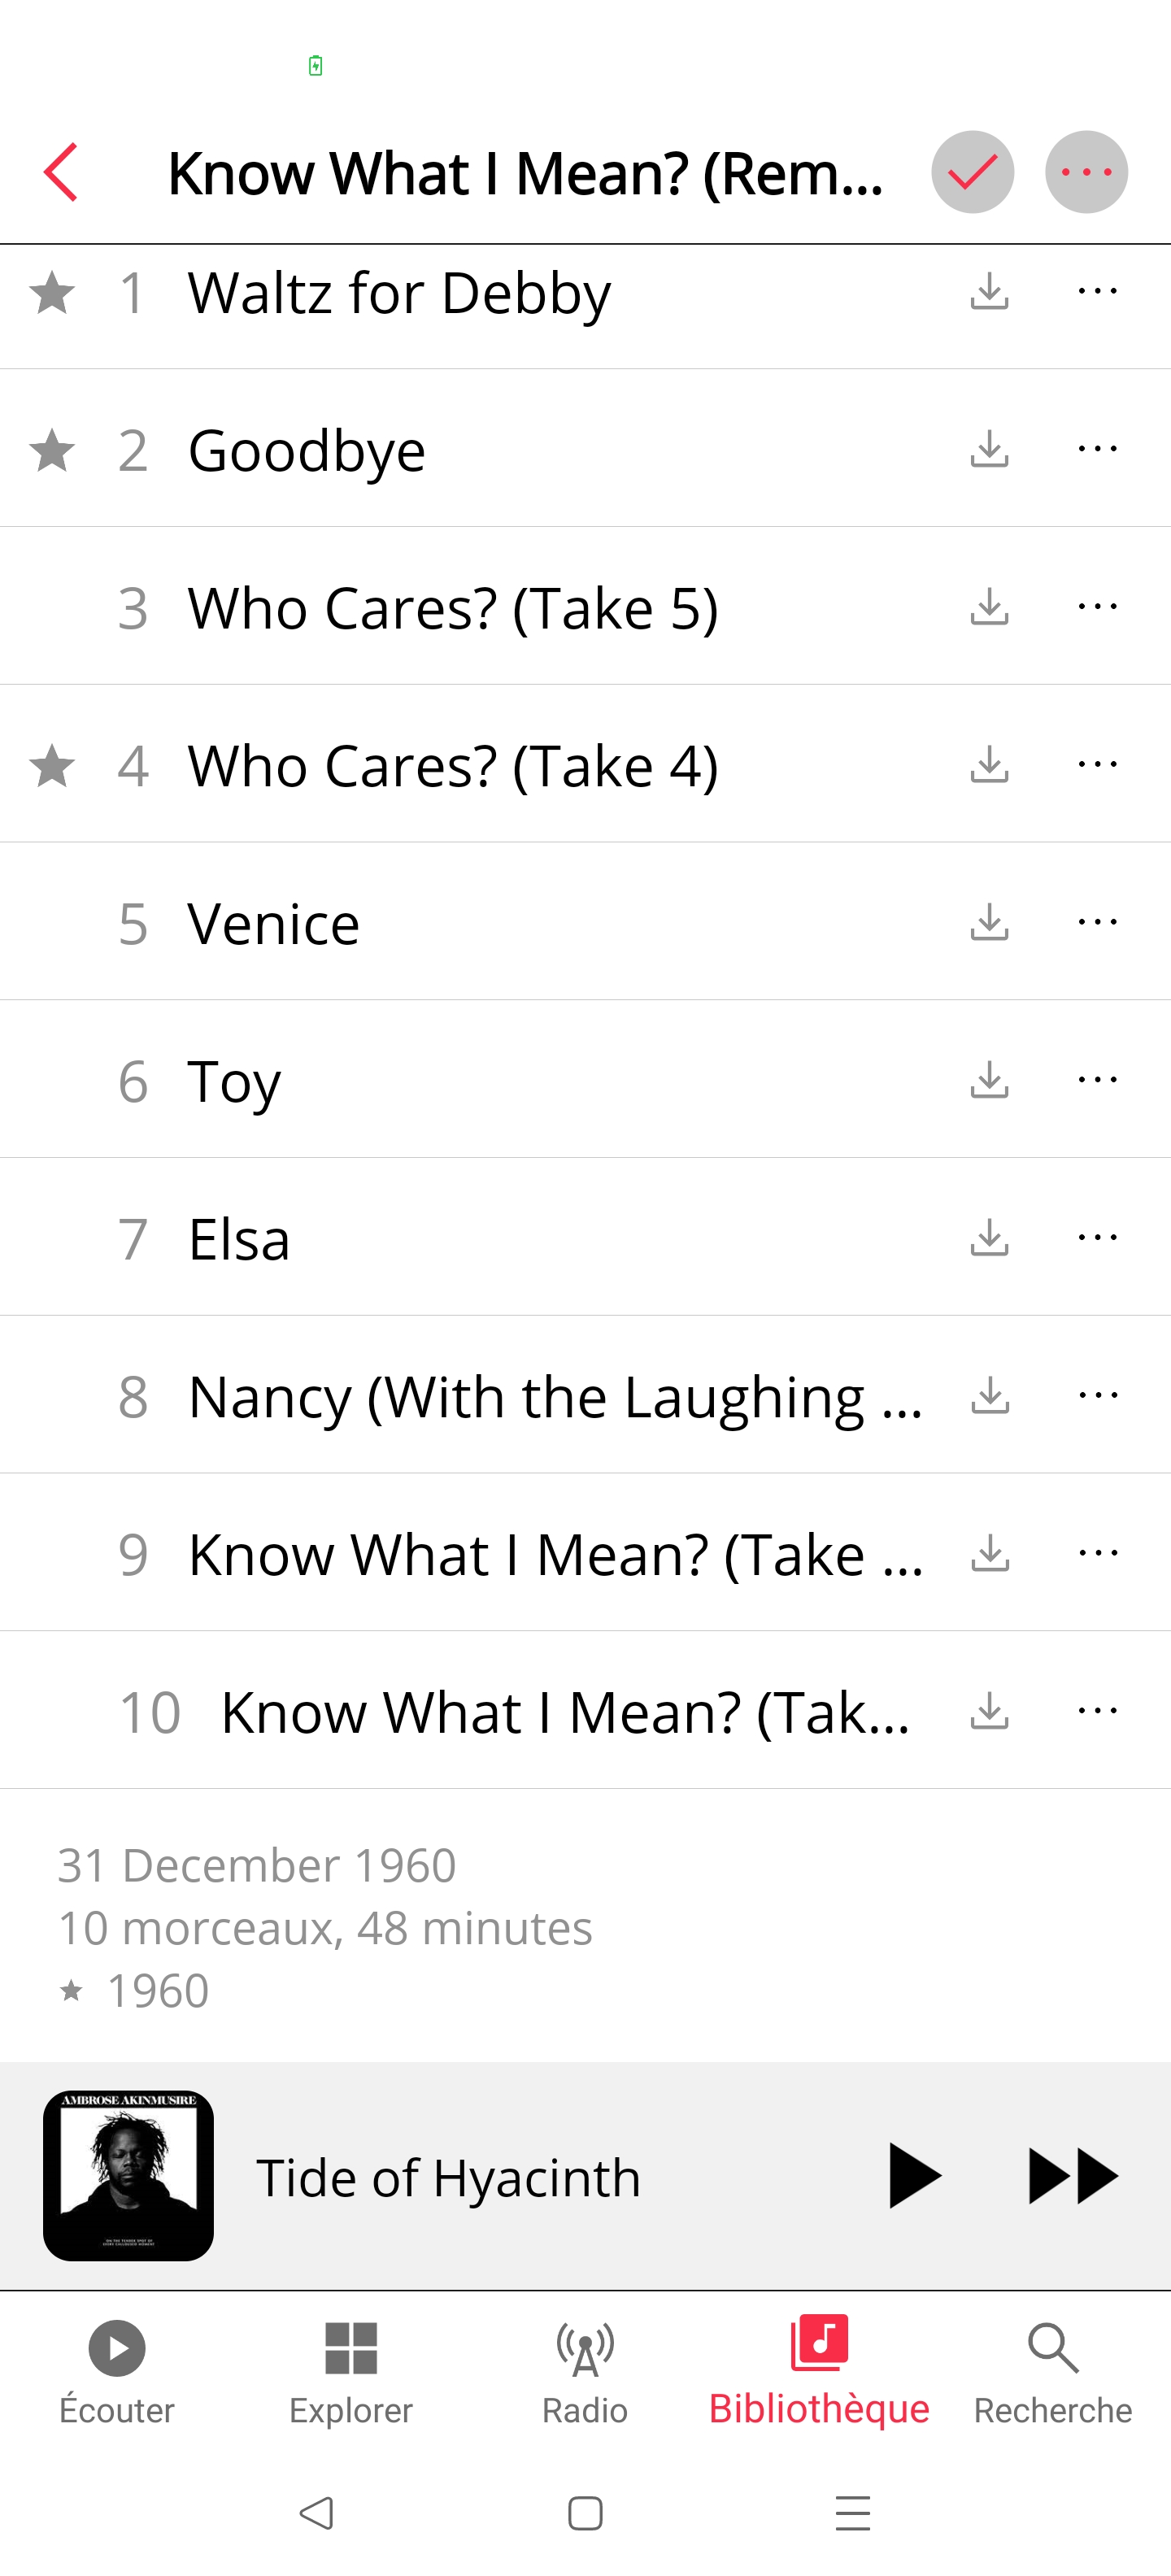 Know What I Mean? (Rem...
1 Waltz for Debby
2 Goodbye
3 Who Cares? (Take 5)
4 Who Cares? (Take 4)
5 Venice
6 Toy
7 Elsa
8 Nancy (With the Laughing ...
9 Know What I Mean? (Take ...
10 Know What I Mean? (Tak...
31 December 1960
10 morceaux, 48 minutes
1960
AMBROSE AKINMUSIRE
Tide of Hyacinth
Écouter Explorer Radio Bibliothèque Recherche